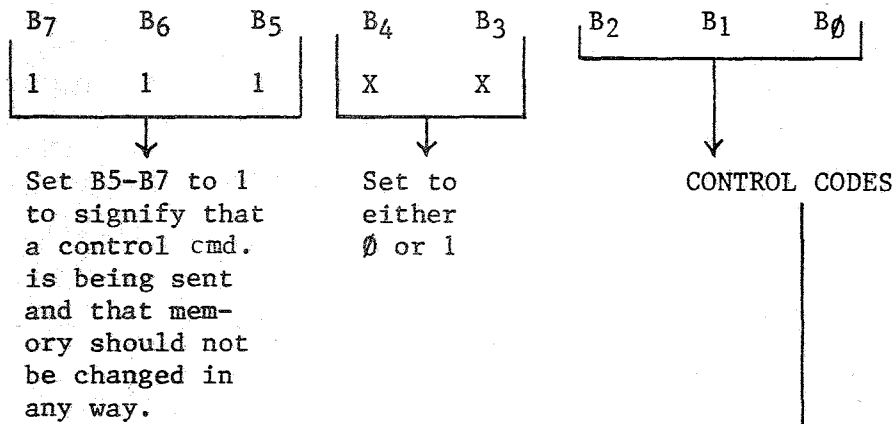 B7 B6 B5 B4 B3 B2 B1 BØ
1 1 1 X X
Set B5-B7 to 1
to signify that
a control cmd.
is being sent
and that mem-
ory should not
be changed in
any way.
Set to
either
Ø or 1
CONTROL CODES